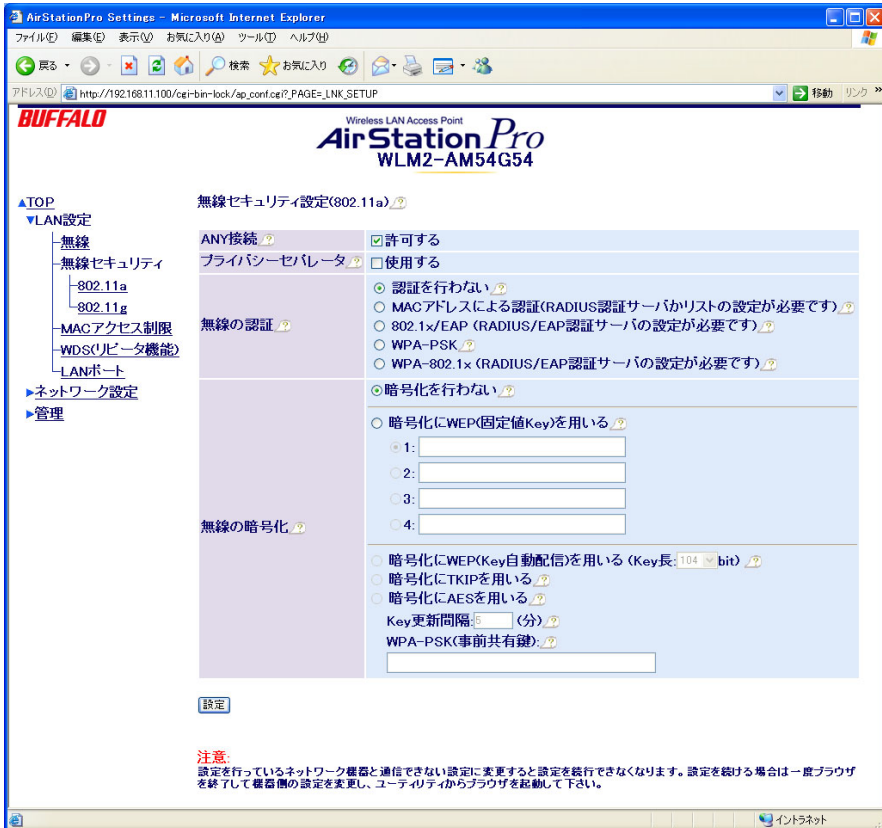 AirStationPro Settings - Microsoft Internet Explorer
ファイル(F) 編集(E) 表示(V) お気に入り(A) ツール(T) ヘルプ(H)
戻る 検索 お気に入り
アドレス(D) http://192.168.11.100/cgi-bin-lock/ap_conf.cgi?_PAGE=_LNK_SETUP 移動 リンク »
BUFFALO
Wireless LAN Access Point
AirStation Pro
WLM2-AM54G54
▲TOP
▼LAN設定
無線
無線セキュリティ
802.11a
802.11g
MACアクセス制限
WDS(リピータ機能)
LANポート
▶ネットワーク設定
▶管理
無線セキュリティ設定(802.11a) ?
ANY接続 ? 許可する
プライバシーセパレータ ? 使用する
無線の認証 ?
認証を行わない ?
MACアドレスによる認証(RADIUS認証サーバかリストの設定が必要です) ?
802.1x/EAP (RADIUS/EAP認証サーバの設定が必要です) ?
WPA-PSK ?
WPA-802.1x (RADIUS/EAP認証サーバの設定が必要です) ?
無線の暗号化 ?
暗号化を行わない ?
暗号化にWEP(固定値Key)を用いる ?
1:
2:
3:
4:
暗号化にWEP(Key自動配信)を用いる (Key長: 104 bit) ?
暗号化にTKIPを用いる ?
暗号化にAESを用いる ?
Key更新間隔: 5 (分) ?
WPA-PSK(事前共有鍵): ?
設定
注意:
設定を行っているネットワーク機器と通信できない設定に変更すると設定を続行できなくなります。設定を続ける場合は一度ブラウザ
を終了して機器側の設定を変更し、ユーティリティからブラウザを起動して下さい。
イントラネット